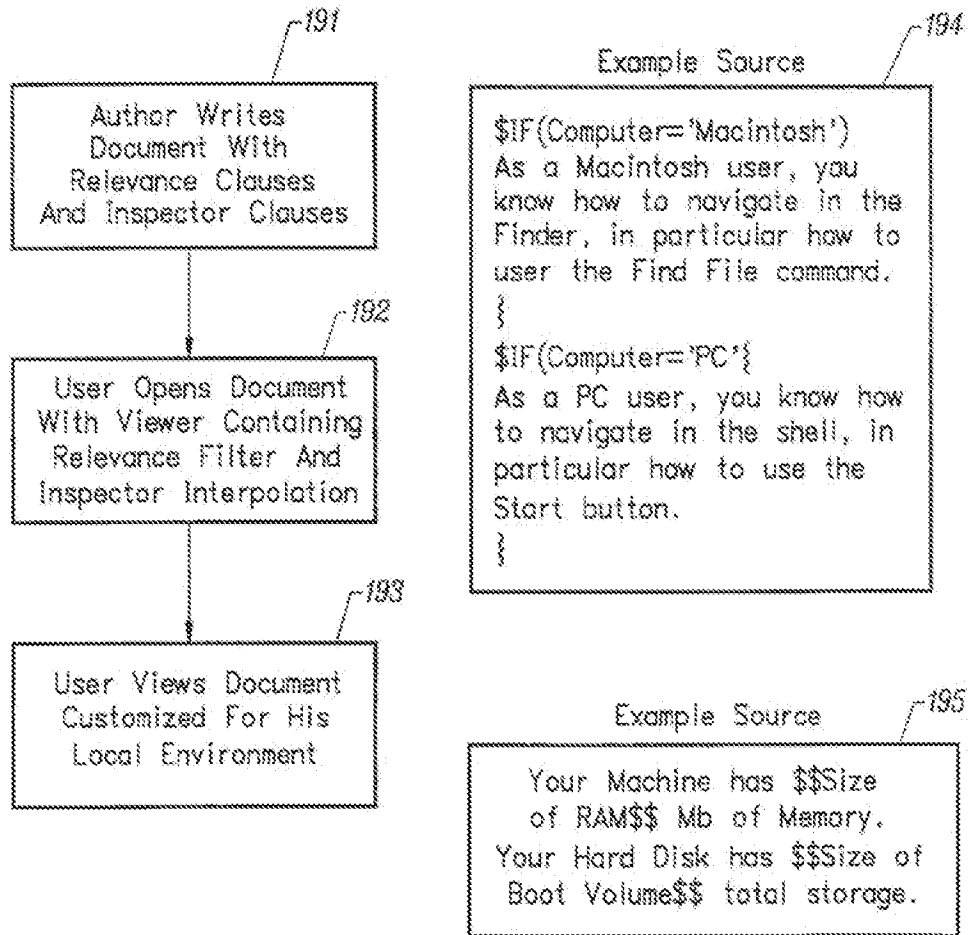 191
Author Writes
Document With
Relevance Clauses
And Inspector Clauses
192
User Opens Document
With Viewer Containing
Relevance Filter And
Inspector Interpolation
193
User Views Document
Customized For His
Local Environment
194
Example Source
$IF(Computer='Macintosh')
As a Macintosh user, you
know how to navigate in the
Finder, in particular how to
user the Find File command.
}
$IF(Computer='PC'{
As a PC user, you know how
to navigate in the shell, in
particular how to use the
Start button.
}
195
Example Source
Your Machine has $$Size
of RAM$$ Mb of Memory.
Your Hard Disk has $$Size of
Boot Volume$$ total storage.